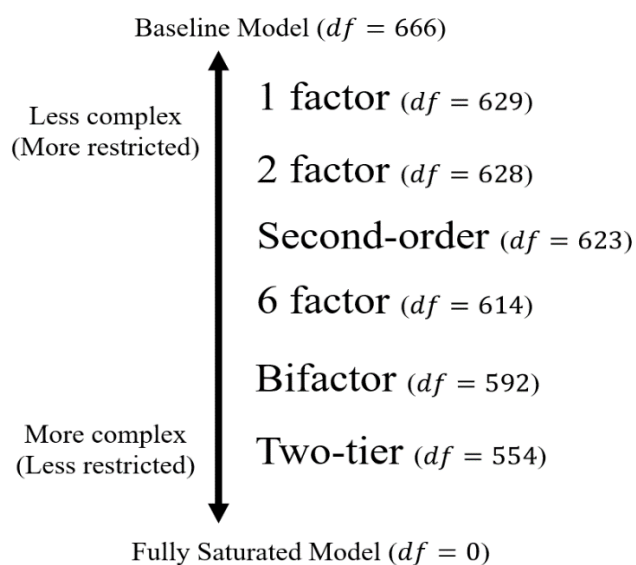 Baseline Model (df = 666)
Less complex
(More restricted)
1 factor (df = 629)
2 factor (df = 628)
Second-order (df = 623)
6 factor (df = 614)
Bifactor (df = 592)
More complex
(Less restricted)
Two-tier (df = 554)
Fully Saturated Model (df = 0)